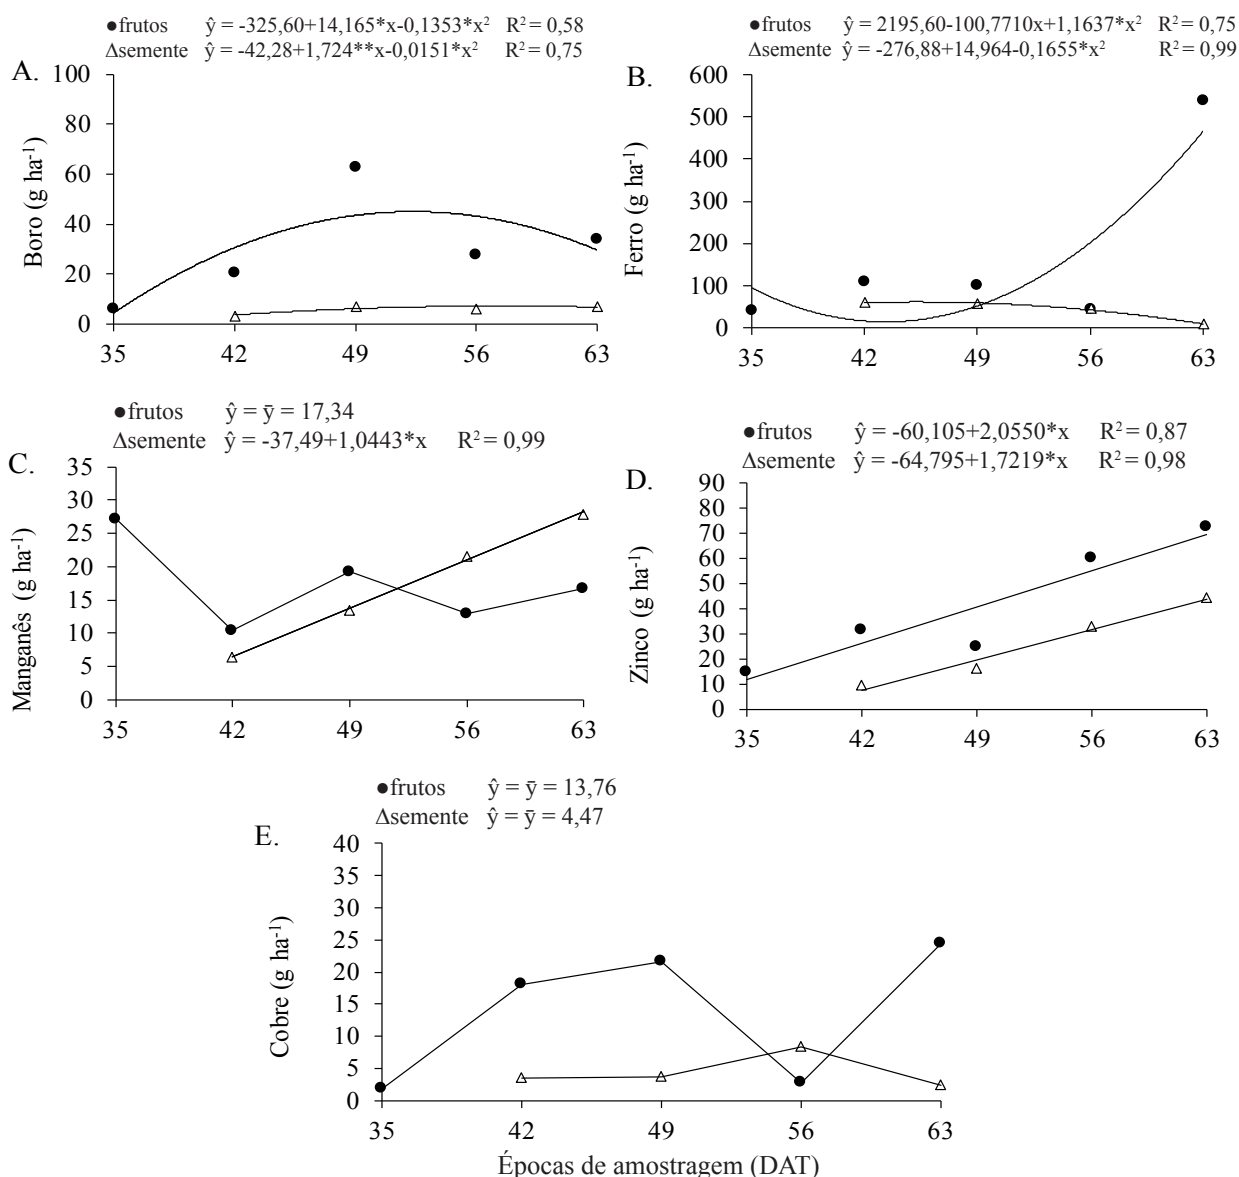 ●frutos ŷ = -325,60+14,165*x-0,1353*x² R² = 0,58
Δsemente ŷ = -42,28+1,724**x-0,0151*x² R² = 0,75
A.
100
80
60
40
20
0
Boro (g ha⁻¹)
35 42 49 56 63
●frutos ŷ = 2195,60-100,7710x+1,1637*x² R² = 0,75
Δsemente ŷ = -276,88+14,964-0,1655*x² R² = 0,99
B.
600
500
400
300
200
100
0
Ferro (g ha⁻¹)
35 42 49 56 63
●frutos ŷ = ȳ = 17,34
Δsemente ŷ = -37,49+1,0443*x R² = 0,99
C.
35
30
25
20
15
10
5
0
Manganês (g ha⁻¹)
35 42 49 56 63
●frutos ŷ = -60,105+2,0550*x R² = 0,87
Δsemente ŷ = -64,795+1,7219*x R² = 0,98
D.
90
80
70
60
50
40
30
20
10
0
Zinco (g ha⁻¹)
35 42 49 56 63
●frutos ŷ = ȳ = 13,76
Δsemente ŷ = ȳ = 4,47
E.
40
35
30
25
20
15
10
5
0
Cobre (g ha⁻¹)
35 42 49 56 63
Épocas de amostragem (DAT)